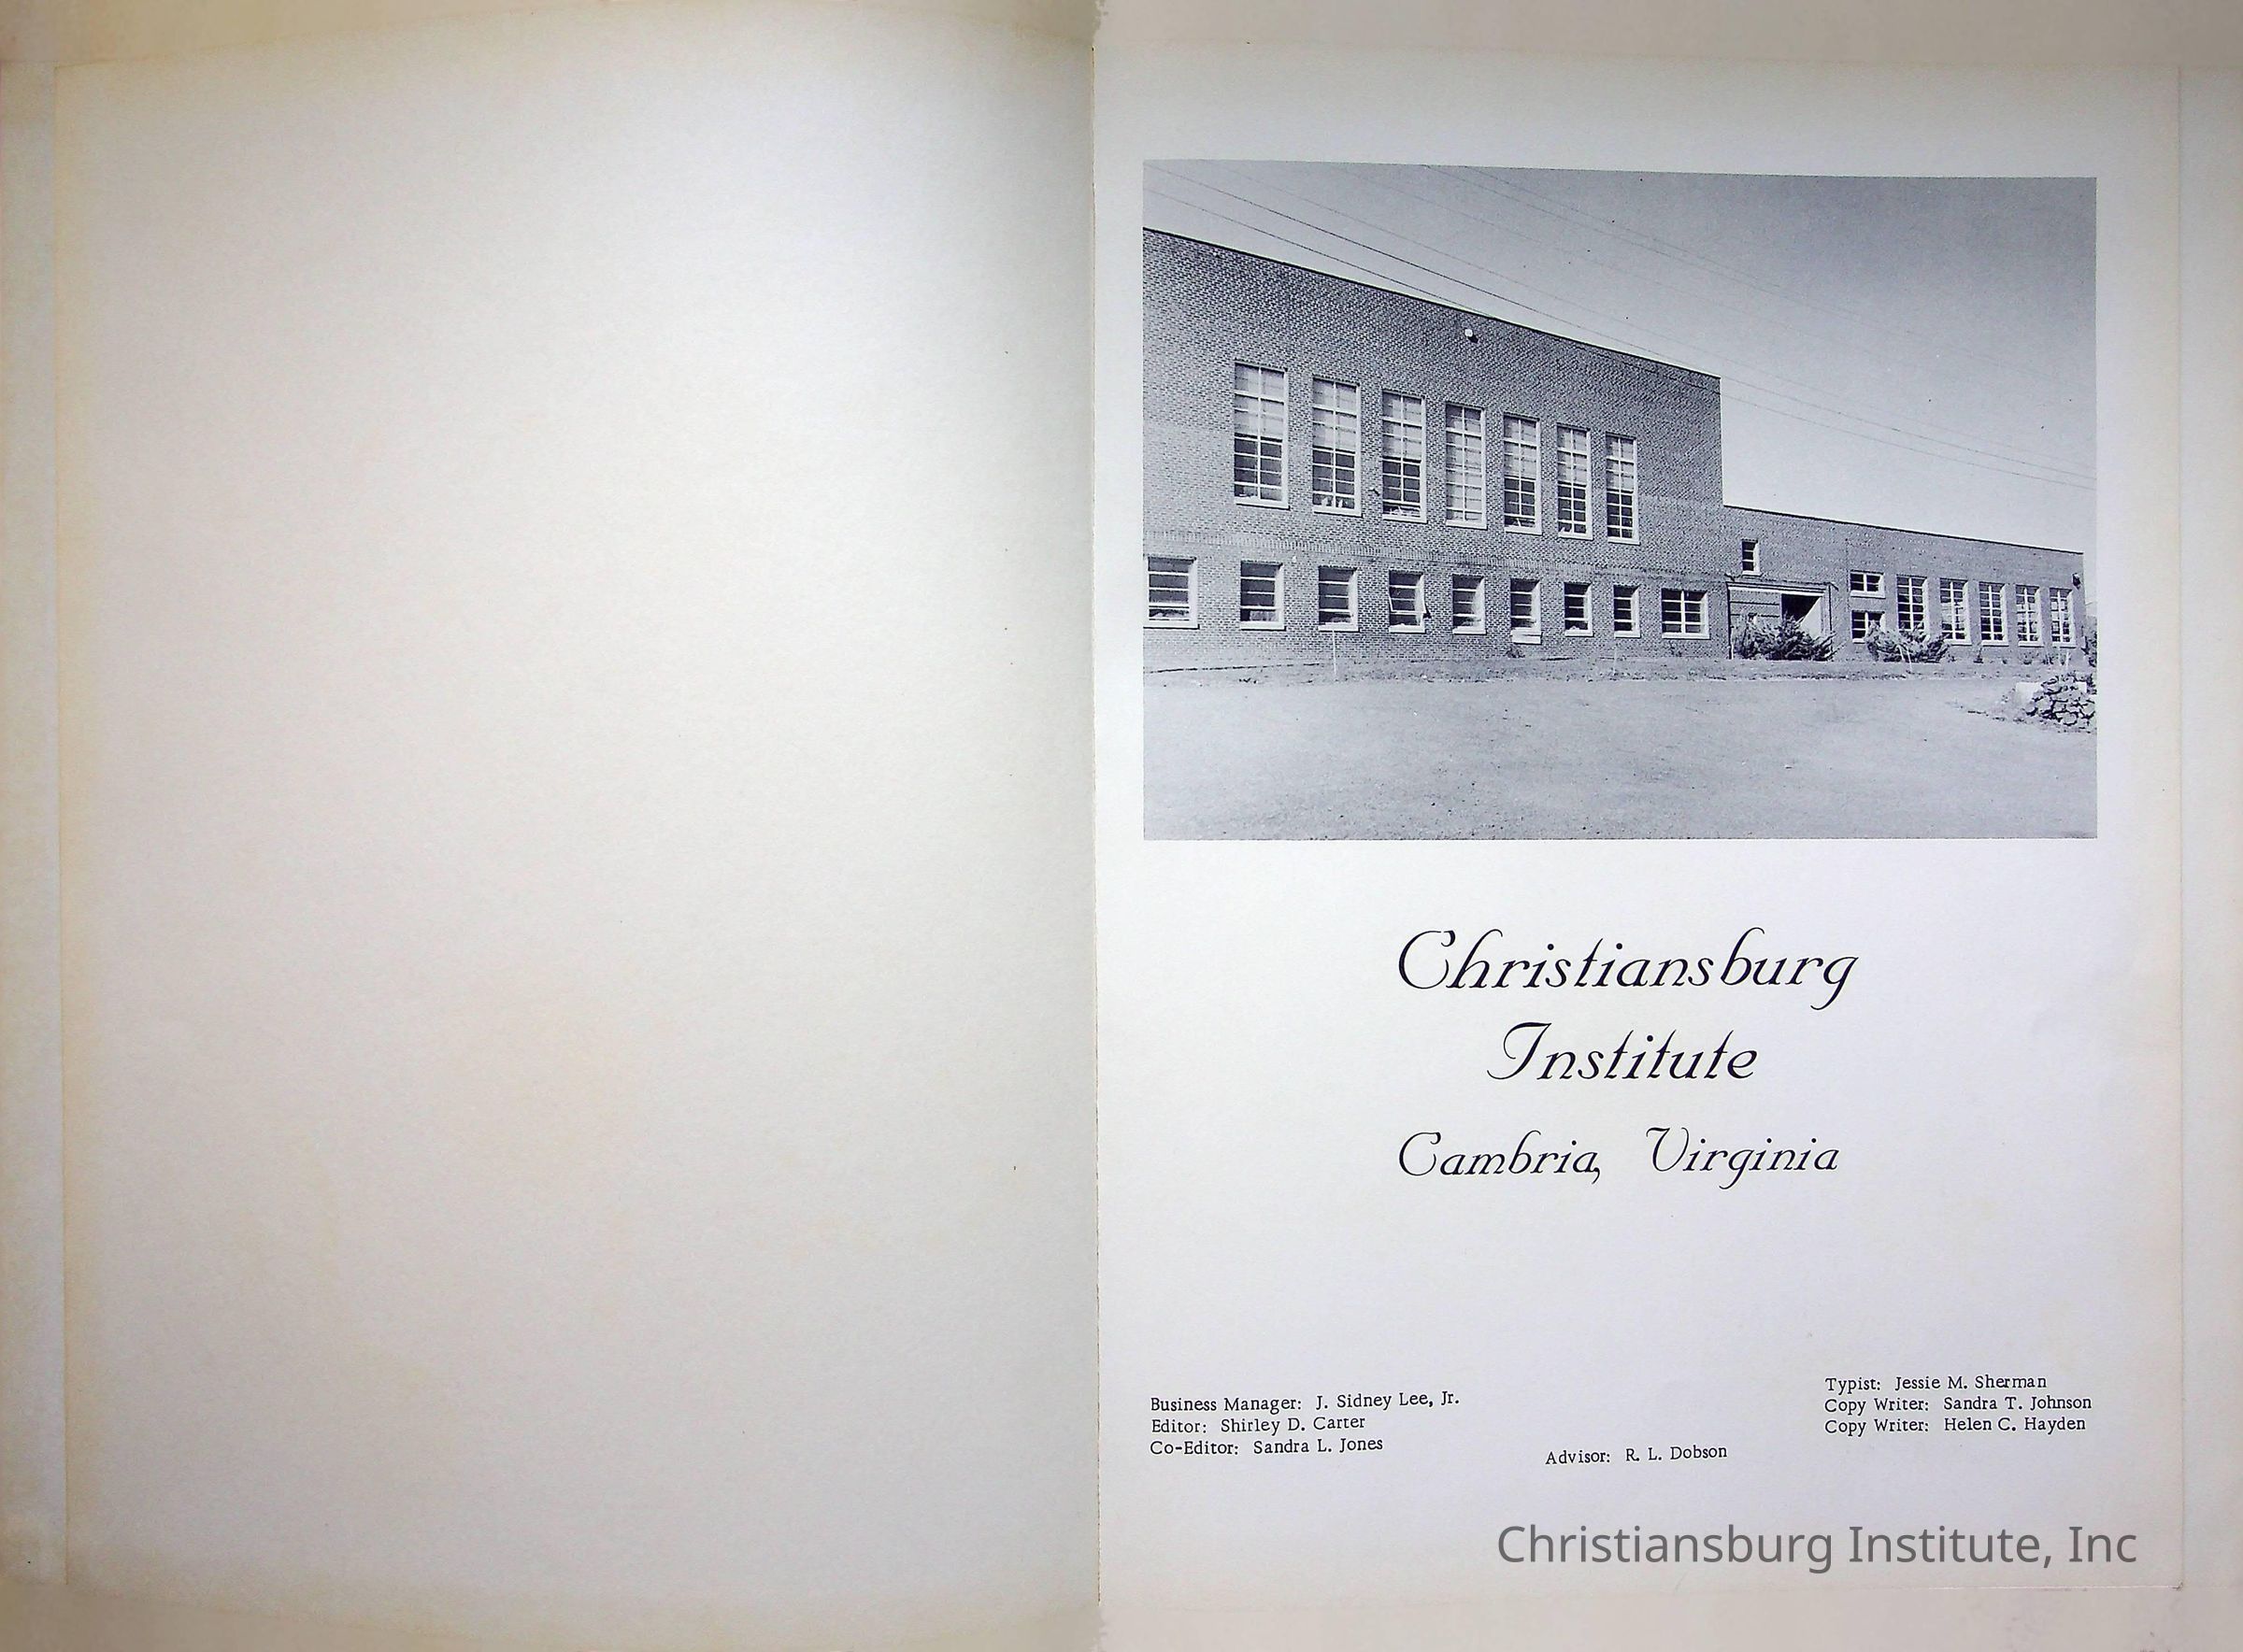 Christiansburg
Institute
Cambria, Virginia
Business Manager: J. Sidney Lee, Jr.
Editor: Shirley D. Carter
Co-Editor: Sandra L. Jones
Advisor: R. L. Dobson
Typist: Jessie M. Sherman
Copy Writer: Sandra T. Johnson
Copy Writer: Helen C. Hayden
Christiansburg Institute, Inc